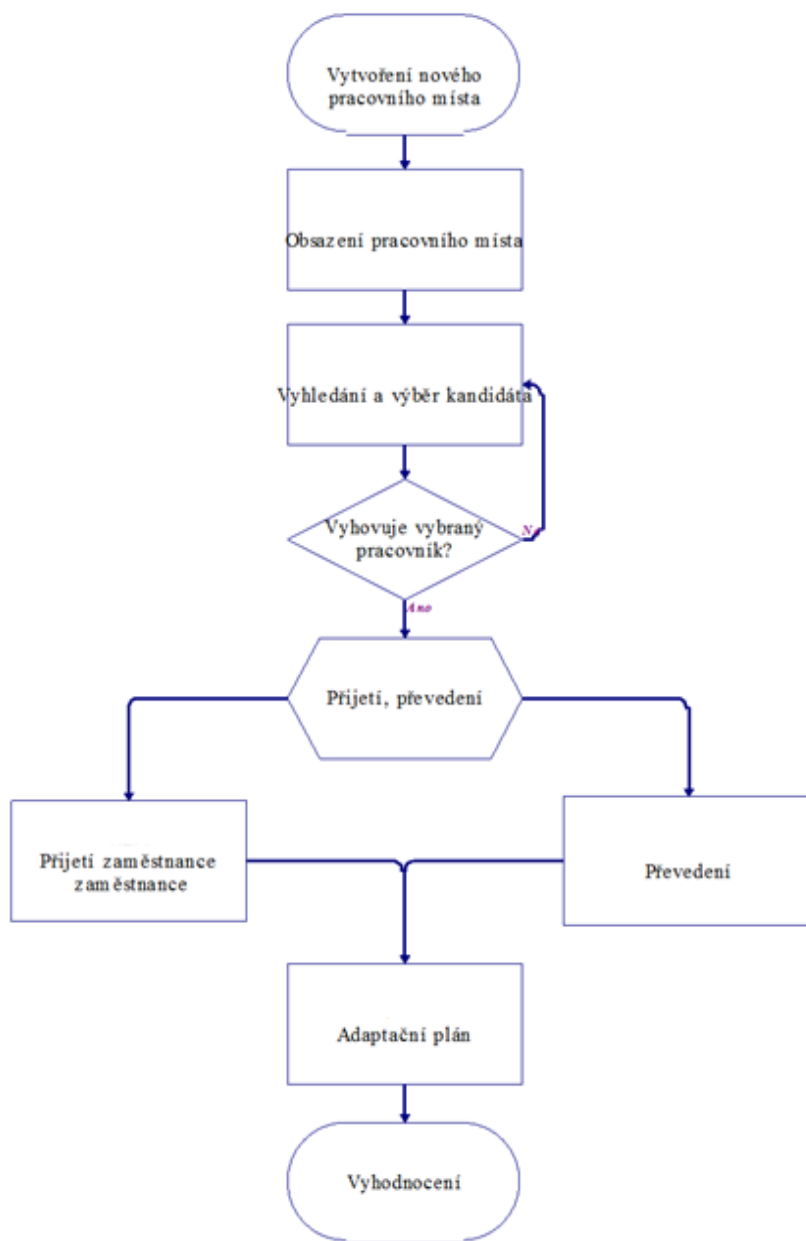 Vytvoření nového
pracovního místa
Obsazení pracovního místa
Vyhledání a výběr kandidáta
Vyhovuje vybraný
pracovník?
Ano
Přijetí, převedení
Přijetí zaměstnance
zaměstnance
Převedení
Adaptační plán
Vyhodnocení